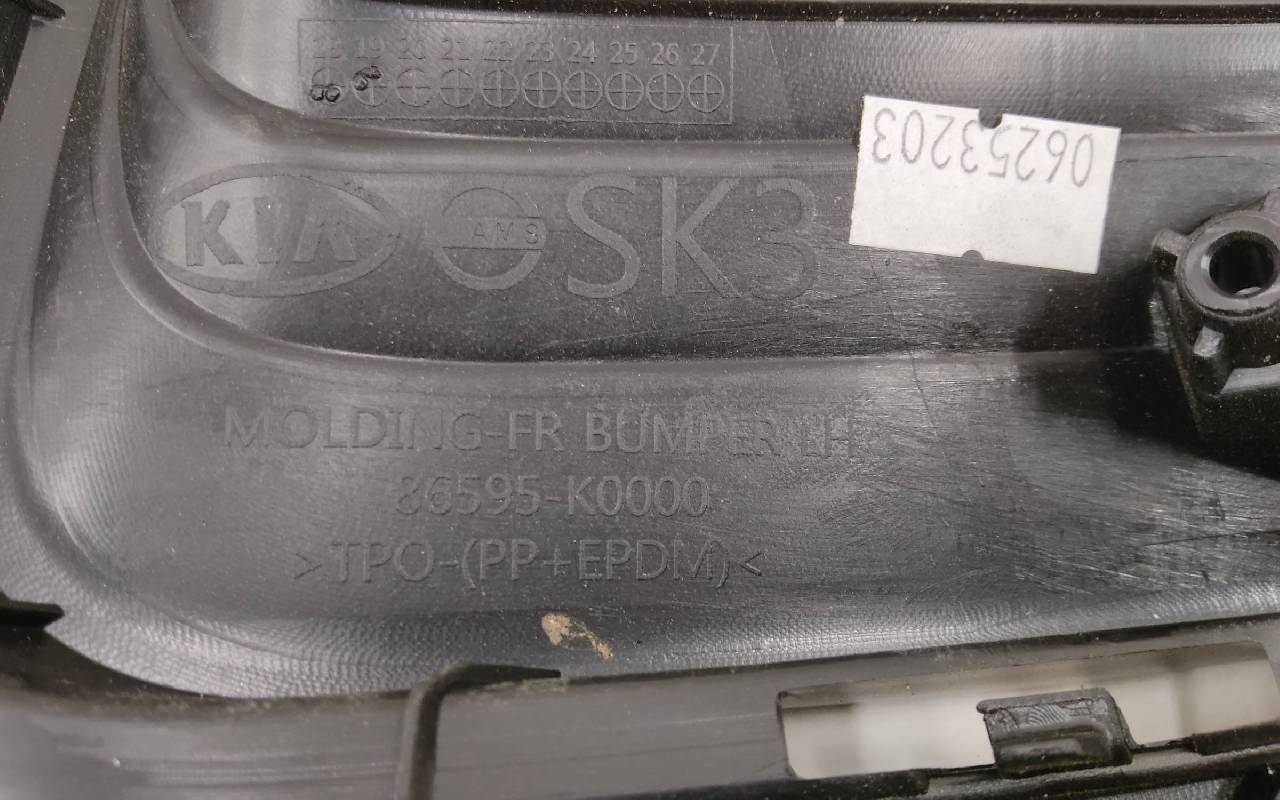 18 19 20 21 22 23 24 25 26 27
06253203
KIA AMS SK3
MOLDING-FR BUMPER LH
86595-K0000
>TPO-(PP+EPDM)<